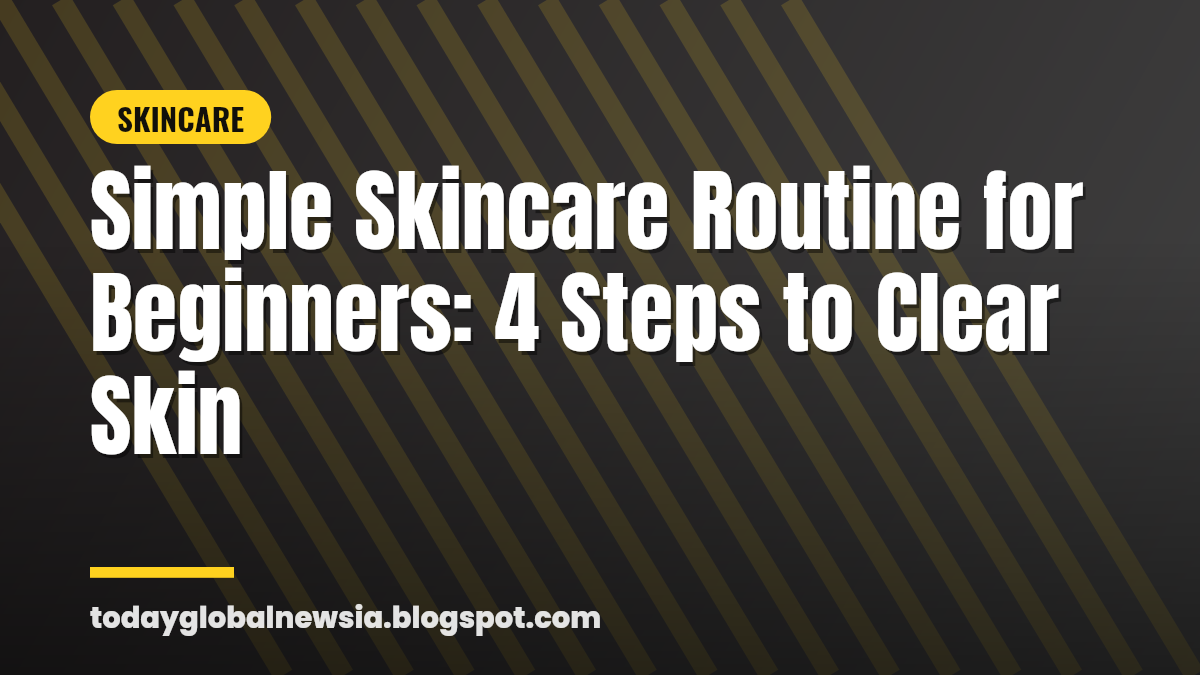 SKINCARE
Simple Skincare Routine for
Beginners: 4 Steps to Clear
Skin
todayglobalnewsia.blogspot.com